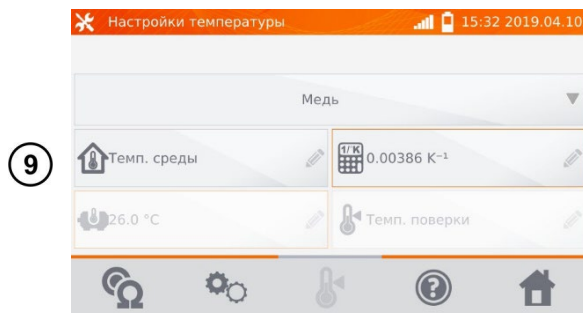 Настройки температуры 15:32 2019.04.10
Медь
9
Темп. среды 1/K 0.00386 K⁻¹
26.0 °C Темп. поверки